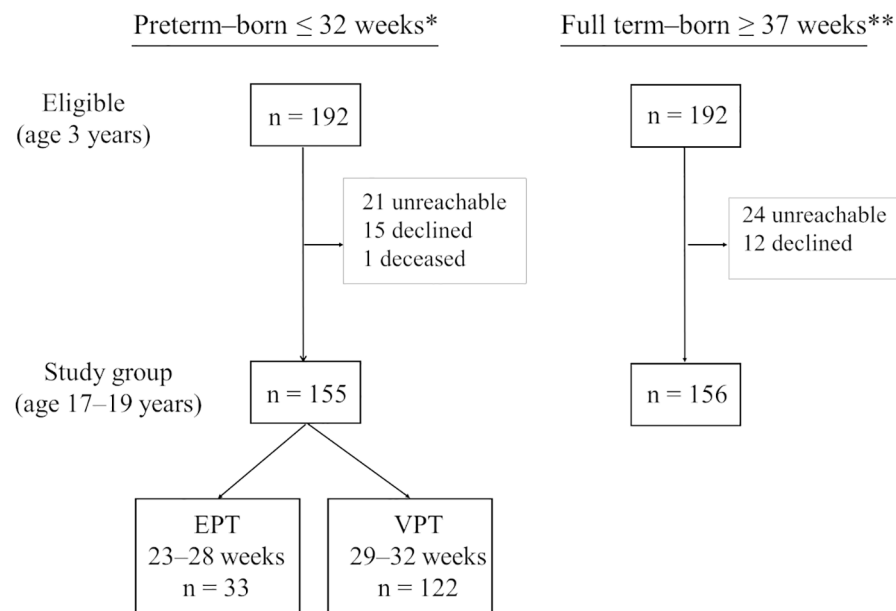 Preterm–born ≤ 32 weeks*
Full term–born ≥ 37 weeks**
Eligible
(age 3 years)
n = 192
n = 192
21 unreachable
15 declined
1 deceased
24 unreachable
12 declined
Study group
(age 17–19 years)
n = 155
n = 156
EPT
23–28 weeks
n = 33
VPT
29–32 weeks
n = 122